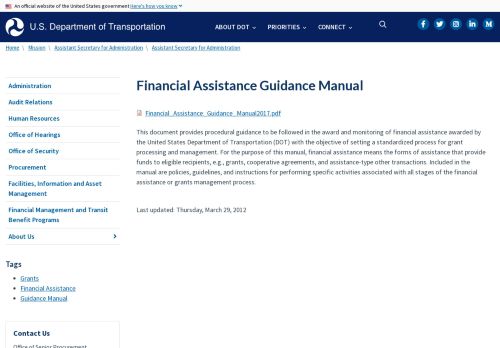 An official website of the United States government Here's how you know
U.S. Department of Transportation
ABOUT DOT
PRIORITIES
CONNECT
Home \ Mission \ Assistant Secretary for Administration \ Assistant Secretary for Administration
Administration
Audit Relations
Human Resources
Office of Hearings
Office of Security
Procurement
Facilities, Information and Asset
Management
Financial Management and Transit
Benefit Programs
About Us
Tags
Grants
Financial Assistance
Guidance Manual
Contact Us
Office of Senior Procurement
Financial Assistance Guidance Manual
Financial_Assistance_Guidance_Manual2017.pdf
This document provides procedural guidance to be followed in the award and monitoring of financial assistance awarded by
the United States Department of Transportation (DOT) with the objective of setting a standardized process for grant
processing and management. For the purpose of this manual, financial assistance means the forms of assistance that provide
funds to eligible recipients, e.g., grants, cooperative agreements, and assistance-type other transactions. Included in the
manual are policies, guidelines, and instructions for performing specific activities associated with all stages of the financial
assistance or grants management process.
Last updated: Thursday, March 29, 2012